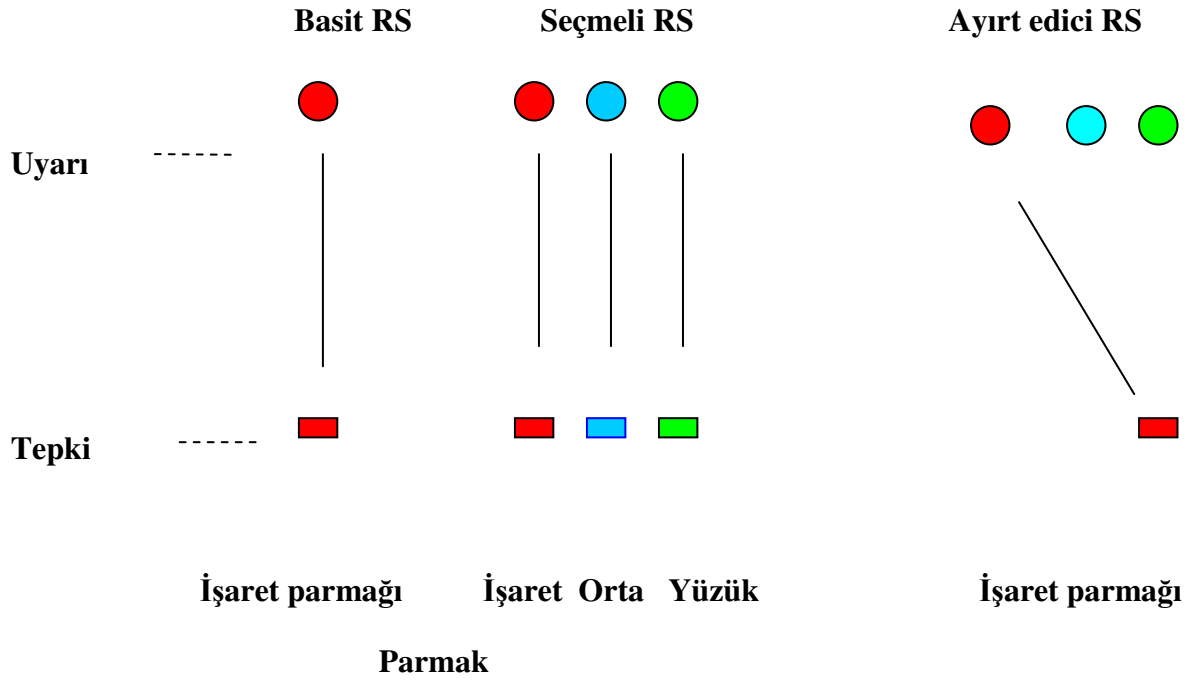 Basit RS Seçmeli RS Ayırt edici RS
Uyarı
Tepki
İşaret parmağı İşaret Orta Yüzük İşaret parmağı
Parmak